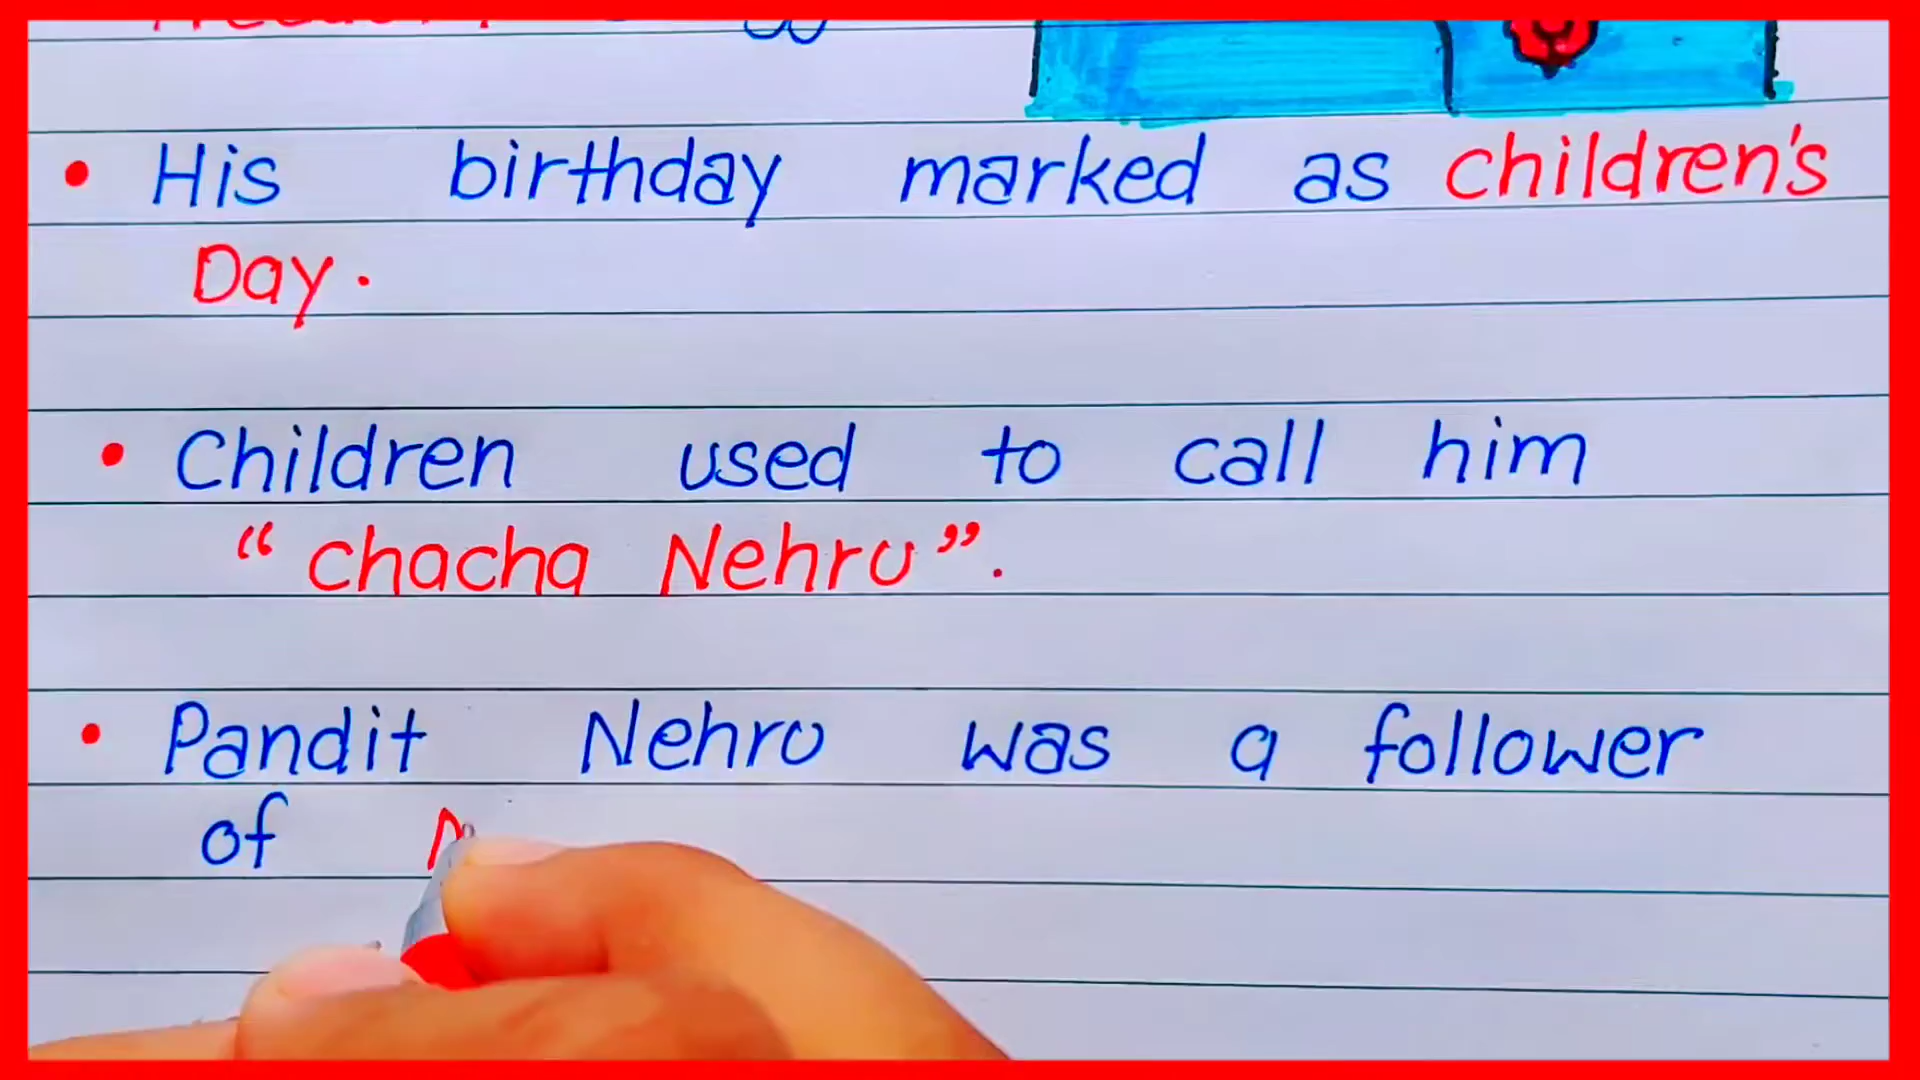 • His birthday marked as children's
Day.
• Children used to call him
"chacha Nehru".
• Pandit Nehru was a follower
of